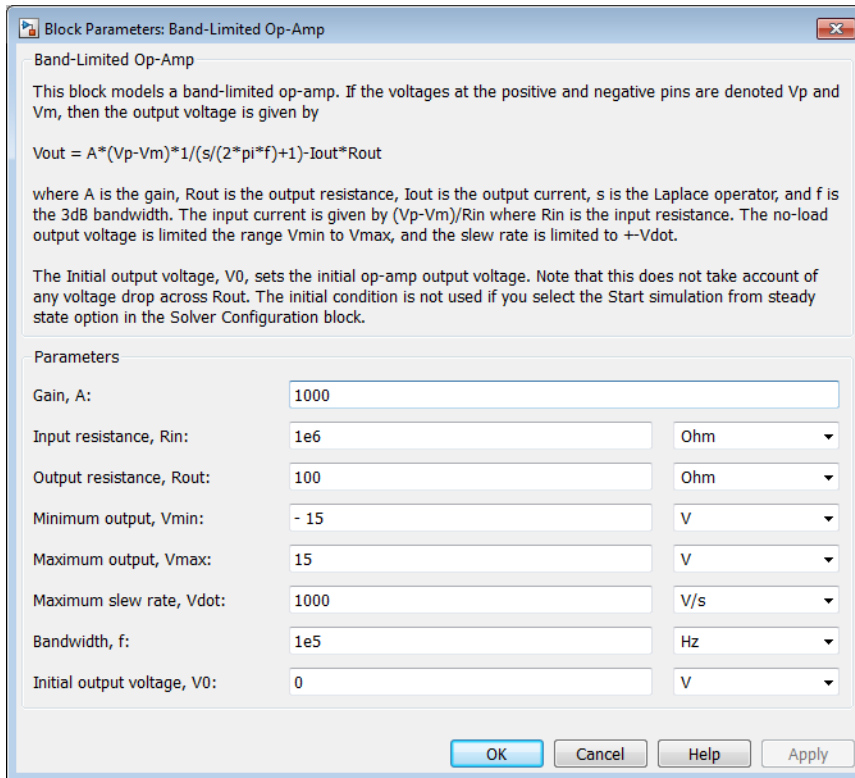 Block Parameters: Band-Limited Op-Amp
Band-Limited Op-Amp
This block models a band-limited op-amp. If the voltages at the positive and negative pins are denoted Vp and
Vm, then the output voltage is given by
Vout = A*(Vp-Vm)*1/(s/(2*pi*f)+1)-Iout*Rout
where A is the gain, Rout is the output resistance, Iout is the output current, s is the Laplace operator, and f is
the 3dB bandwidth. The input current is given by (Vp-Vm)/Rin where Rin is the input resistance. The no-load
output voltage is limited the range Vmin to Vmax, and the slew rate is limited to +-Vdot.
The Initial output voltage, V0, sets the initial op-amp output voltage. Note that this does not take account of
any voltage drop across Rout. The initial condition is not used if you select the Start simulation from steady
state option in the Solver Configuration block.
Parameters
Gain, A: 1000
Input resistance, Rin: 1e6 Ohm
Output resistance, Rout: 100 Ohm
Minimum output, Vmin: - 15 V
Maximum output, Vmax: 15 V
Maximum slew rate, Vdot: 1000 V/s
Bandwidth, f: 1e5 Hz
Initial output voltage, V0: 0 V
OK Cancel Help Apply